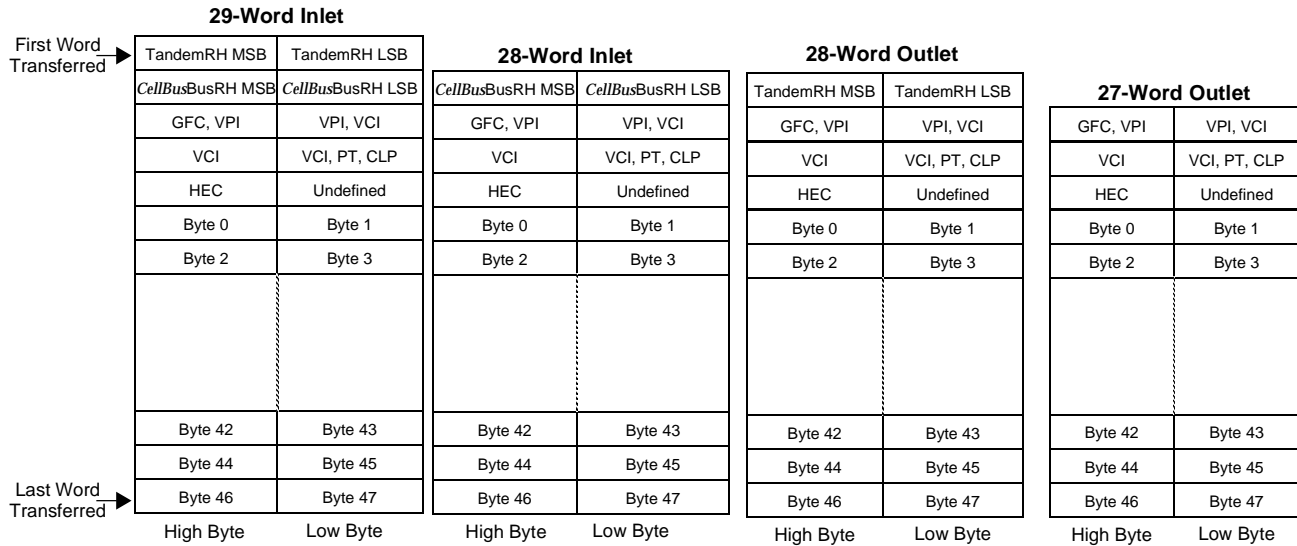 29-Word Inlet
First Word
Transferred
TandemRH MSB TandemRH LSB
CellBusBusRH MSB CellBusBusRH LSB
GFC, VPI VPI, VCI
VCI VCI, PT, CLP
HEC Undefined
Byte 0 Byte 1
Byte 2 Byte 3
Byte 42 Byte 43
Byte 44 Byte 45
Last Word
Transferred
Byte 46 Byte 47
High Byte Low Byte
28-Word Inlet
CellBusBusRH MSB CellBusBusRH LSB
GFC, VPI VPI, VCI
VCI VCI, PT, CLP
HEC Undefined
Byte 0 Byte 1
Byte 2 Byte 3
Byte 42 Byte 43
Byte 44 Byte 45
Byte 46 Byte 47
High Byte Low Byte
28-Word Outlet
TandemRH MSB TandemRH LSB
GFC, VPI VPI, VCI
VCI VCI, PT, CLP
HEC Undefined
Byte 0 Byte 1
Byte 2 Byte 3
Byte 42 Byte 43
Byte 44 Byte 45
Byte 46 Byte 47
High Byte Low Byte
27-Word Outlet
GFC, VPI VPI, VCI
VCI VCI, PT, CLP
HEC Undefined
Byte 0 Byte 1
Byte 2 Byte 3
Byte 42 Byte 43
Byte 44 Byte 45
Byte 46 Byte 47
High Byte Low Byte